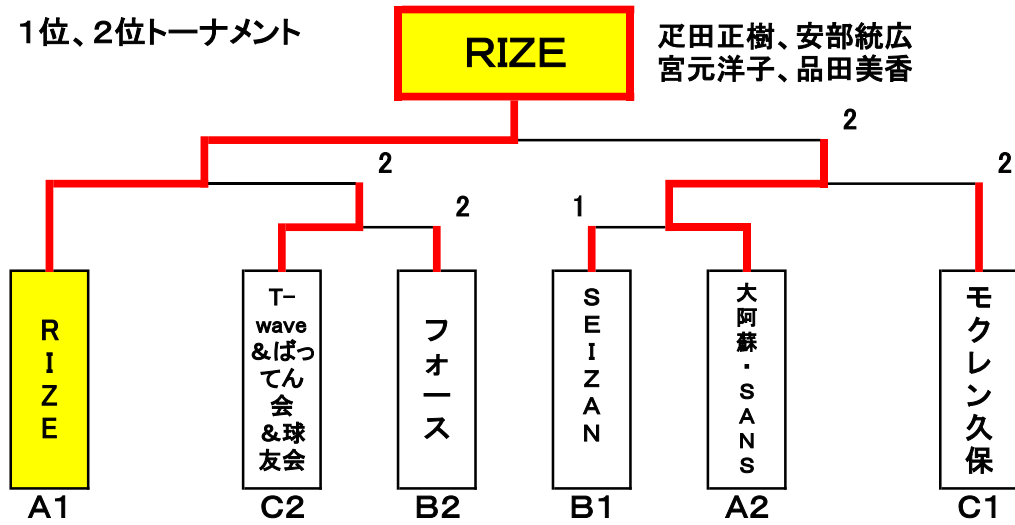 1位、2位トーナメント
RIZE
疋田正樹、安部統広
宮元洋子、品田美香
2
2
2
2
1
RIZE
T-
wave
&ばっ
てん
会
&球
友会
フォース
SEIZAN
大阿蘇・SANS
モクレン久保
A1
C2
B2
B1
A2
C1